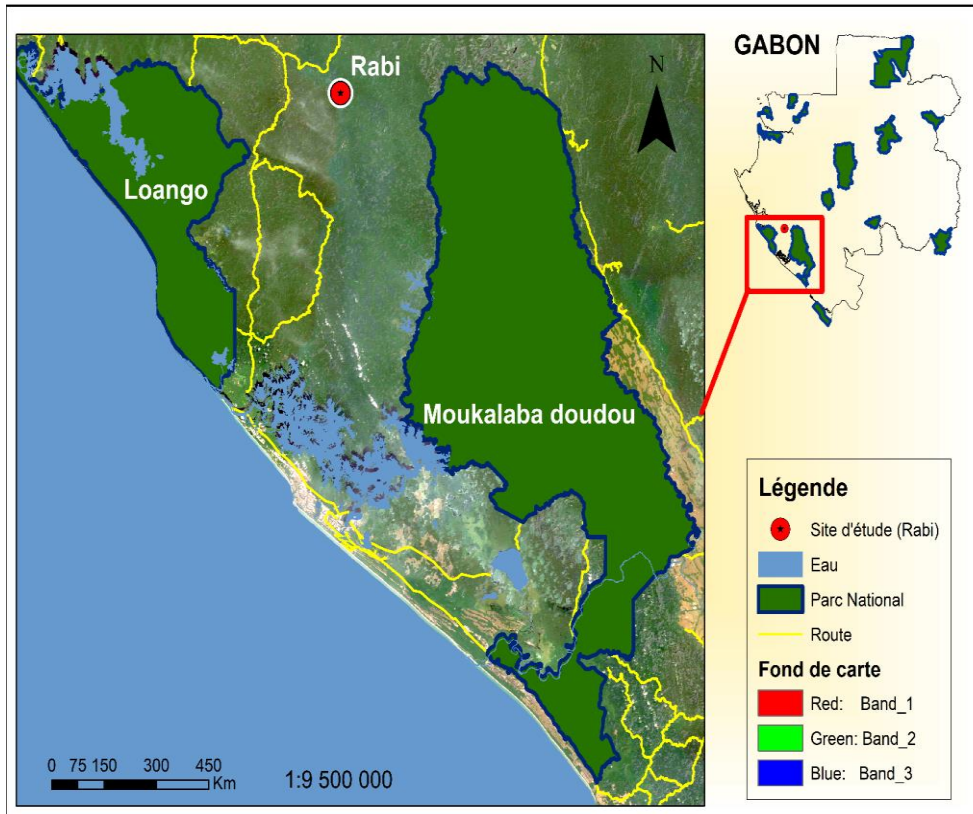 GABON
Rabi
N
Loango
Moukalaba doudou
0 75 150 300 450
Km
1:9 500 000
Légende
Site d'étude (Rabi)
Eau
Parc National
Route
Fond de carte
Red: Band_1
Green: Band_2
Blue: Band_3